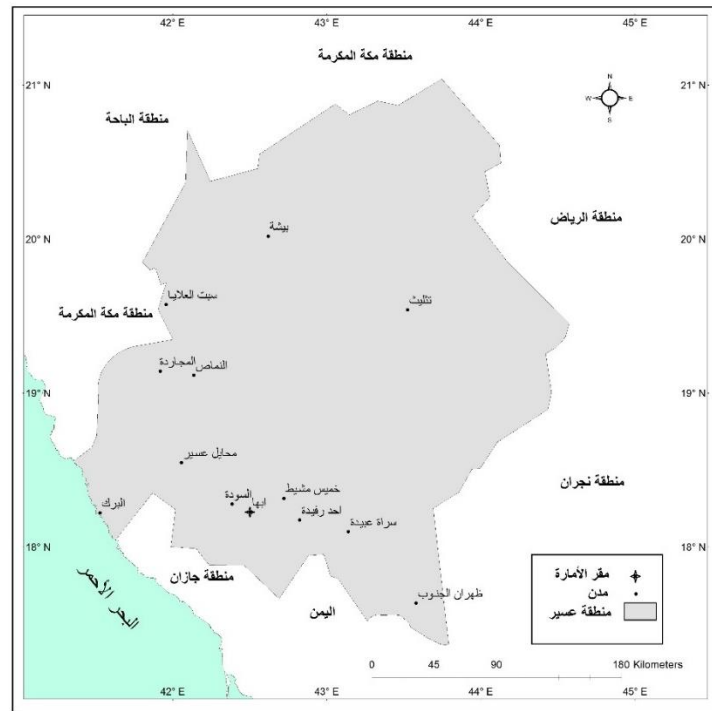 42° E 43° E 44° E 45° E
منطقة مكة المكرمة
21° N 21° N
N
W E
S
منطقة الباحة
منطقة الرياض
بيشة
20° N 20° N
سبت العلايا
تثليث
منطقة مكة المكرمة
المجاردة
النماص
19° N 19° N
محايل عسير
خميس مشيط
السودة
ابها
احد رفيدة
سراة عبيدة
البرك
منطقة نجران
18° N 18° N
منطقة جازان
البحر الأحمر
ظهران الجنوب
اليمن
مقر الأمارة
مدن
منطقة عسير
0 45 90 180 Kilometers
42° E 43° E 44° E 45° E